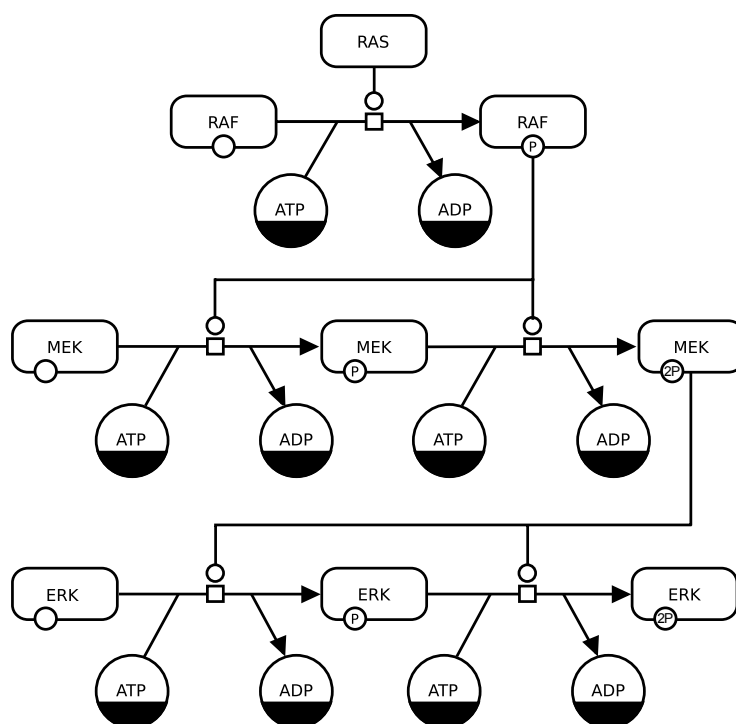 RAS
RAF
RAF
P
ATP
ADP
MEK
MEK
MEK
P
2P
ATP
ADP
ATP
ADP
ERK
ERK
ERK
P
2P
ATP
ADP
ATP
ADP